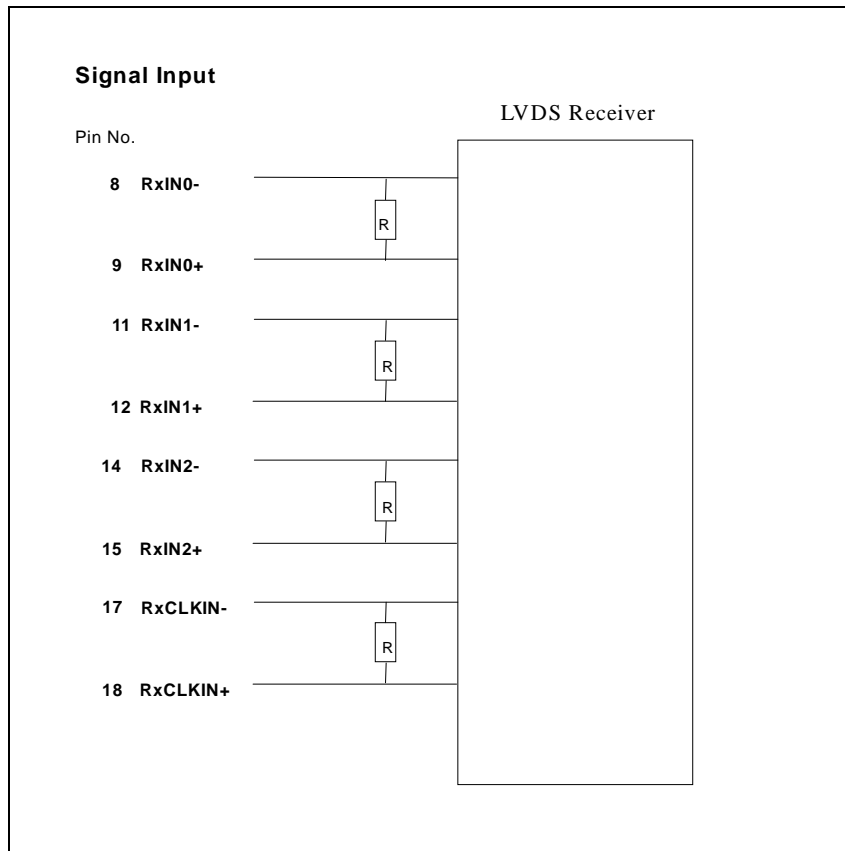 Signal Input
LVDS Receiver
Pin No.
8 RxIN0-
R
9 RxIN0+
11 RxIN1-
R
12 RxIN1+
14 RxIN2-
R
15 RxIN2+
17 RxCLKIN-
R
18 RxCLKIN+